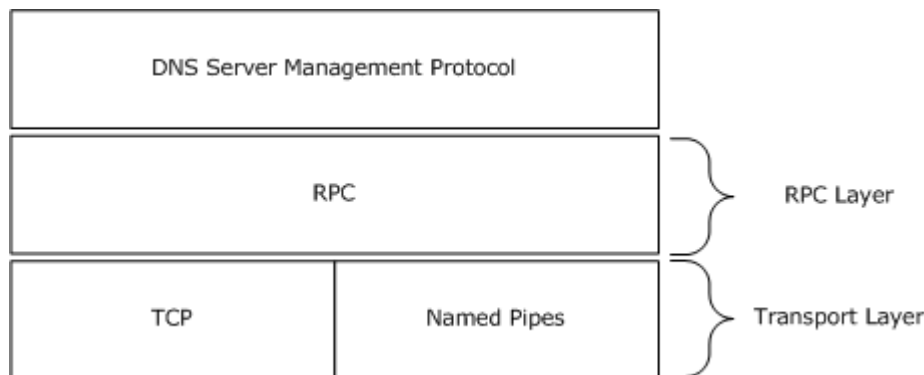 DNS Server Management Protocol
RPC
RPC Layer
TCP
Named Pipes
Transport Layer